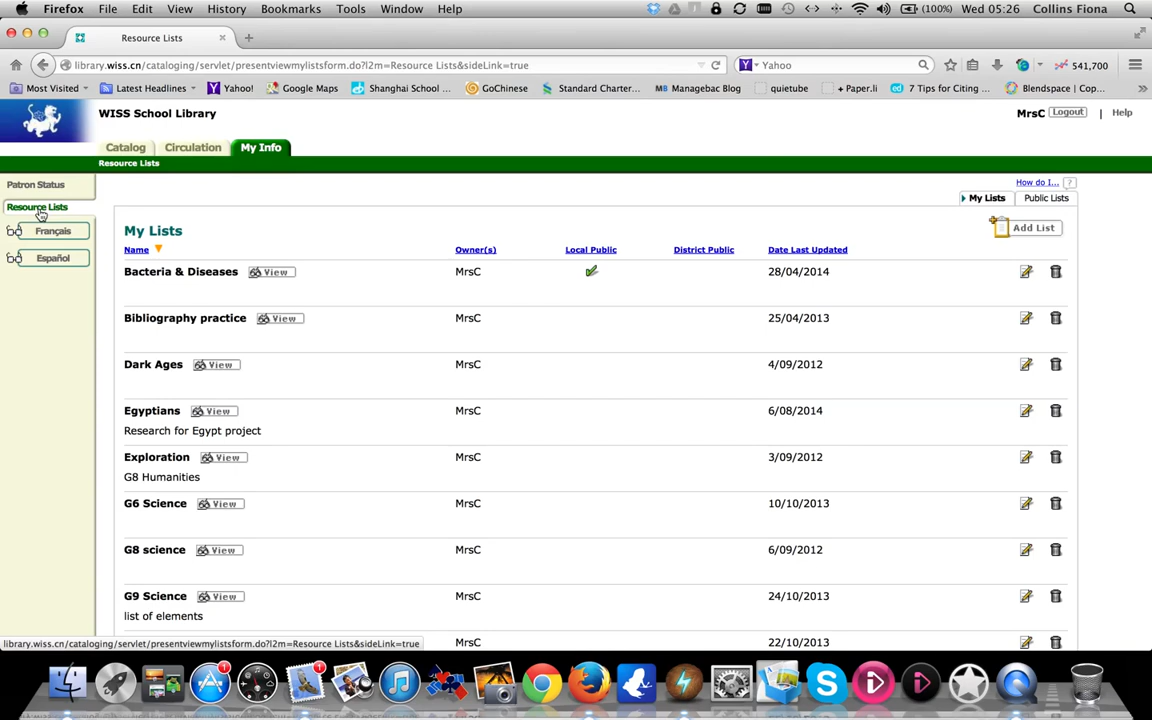 Firefox File Edit View History Bookmarks Tools Window Help (100%) Wed 05:26 Collins Fiona
Resource Lists
library.wiss.cn/cataloging/servlet/presentviewmylistsform.do?l2m=Resource Lists&sideLink=true Yahoo 541,700
Most Visited Latest Headlines Yahoo! Google Maps Shanghai School ... GoChinese Standard Charter... MB Managebac Blog quietube + Paper.li 7 Tips for Citing ... Blendspace | Cop...
WISS School Library MrsC Logout | Help
Catalog Circulation My Info
Resource Lists
Patron Status How do I... ?
My Lists Public Lists
Resource Lists
Français My Lists Add List
Name Owner(s) Local Public District Public Date Last Updated
Español
Bacteria & Diseases View MrsC 28/04/2014
Bibliography practice View MrsC 25/04/2013
Dark Ages View MrsC 4/09/2012
Egyptians View MrsC 6/08/2014
Research for Egypt project
Exploration View MrsC 3/09/2012
G8 Humanities
G6 Science View MrsC 10/10/2013
G8 science View MrsC 6/09/2012
G9 Science View MrsC 24/10/2013
list of elements
library.wiss.cn/cataloging/servlet/presentviewmylistsform.do?l2m=Resource Lists&sideLink=true MrsC 22/10/2013
1 1